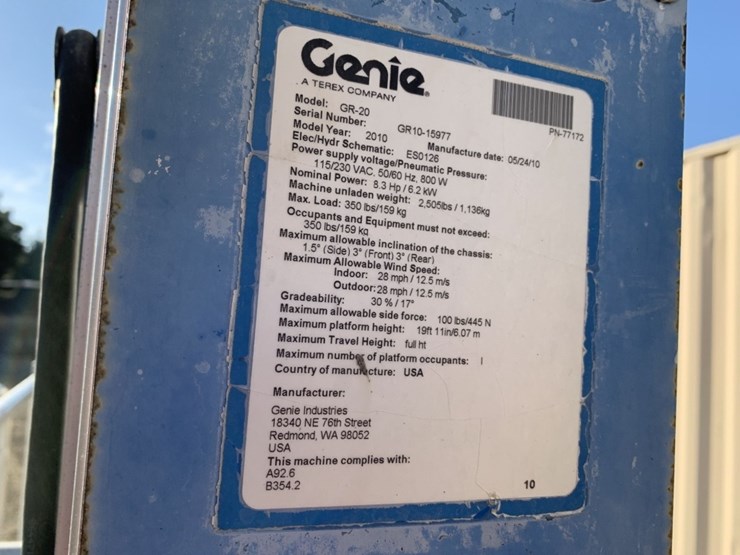 Genie.
A TEREX COMPANY
PN-77172
Model: GR-20
Serial Number: GR10-15977
Model Year: 2010 Manufacture date: 05/24/10
Elec/Hydr Schematic: ES0126
Power supply voltage/Pneumatic Pressure:
115/230 VAC, 50/60 Hz, 800 W
Nominal Power: 8.3 Hp / 6.2 kW
Machine unladen weight: 2,505lbs / 1,136kg
Max. Load: 350 lbs/159 kg
Occupants and Equipment must not exceed:
350 lbs/159 kg
Maximum allowable inclination of the chassis:
1.5° (Side) 3° (Front) 3° (Rear)
Maximum Allowable Wind Speed:
Indoor: 28 mph / 12.5 m/s
Outdoor: 28 mph / 12.5 m/s
Gradeability: 30 % / 17°
Maximum allowable side force: 100 lbs/445 N
Maximum platform height: 19ft 11in/6.07 m
Maximum Travel Height: full ht
Maximum number of platform occupants: 1
Country of manufacture: USA
Manufacturer:
Genie Industries
18340 NE 76th Street
Redmond, WA 98052
USA
This machine complies with:
A92.6
B354.2
10